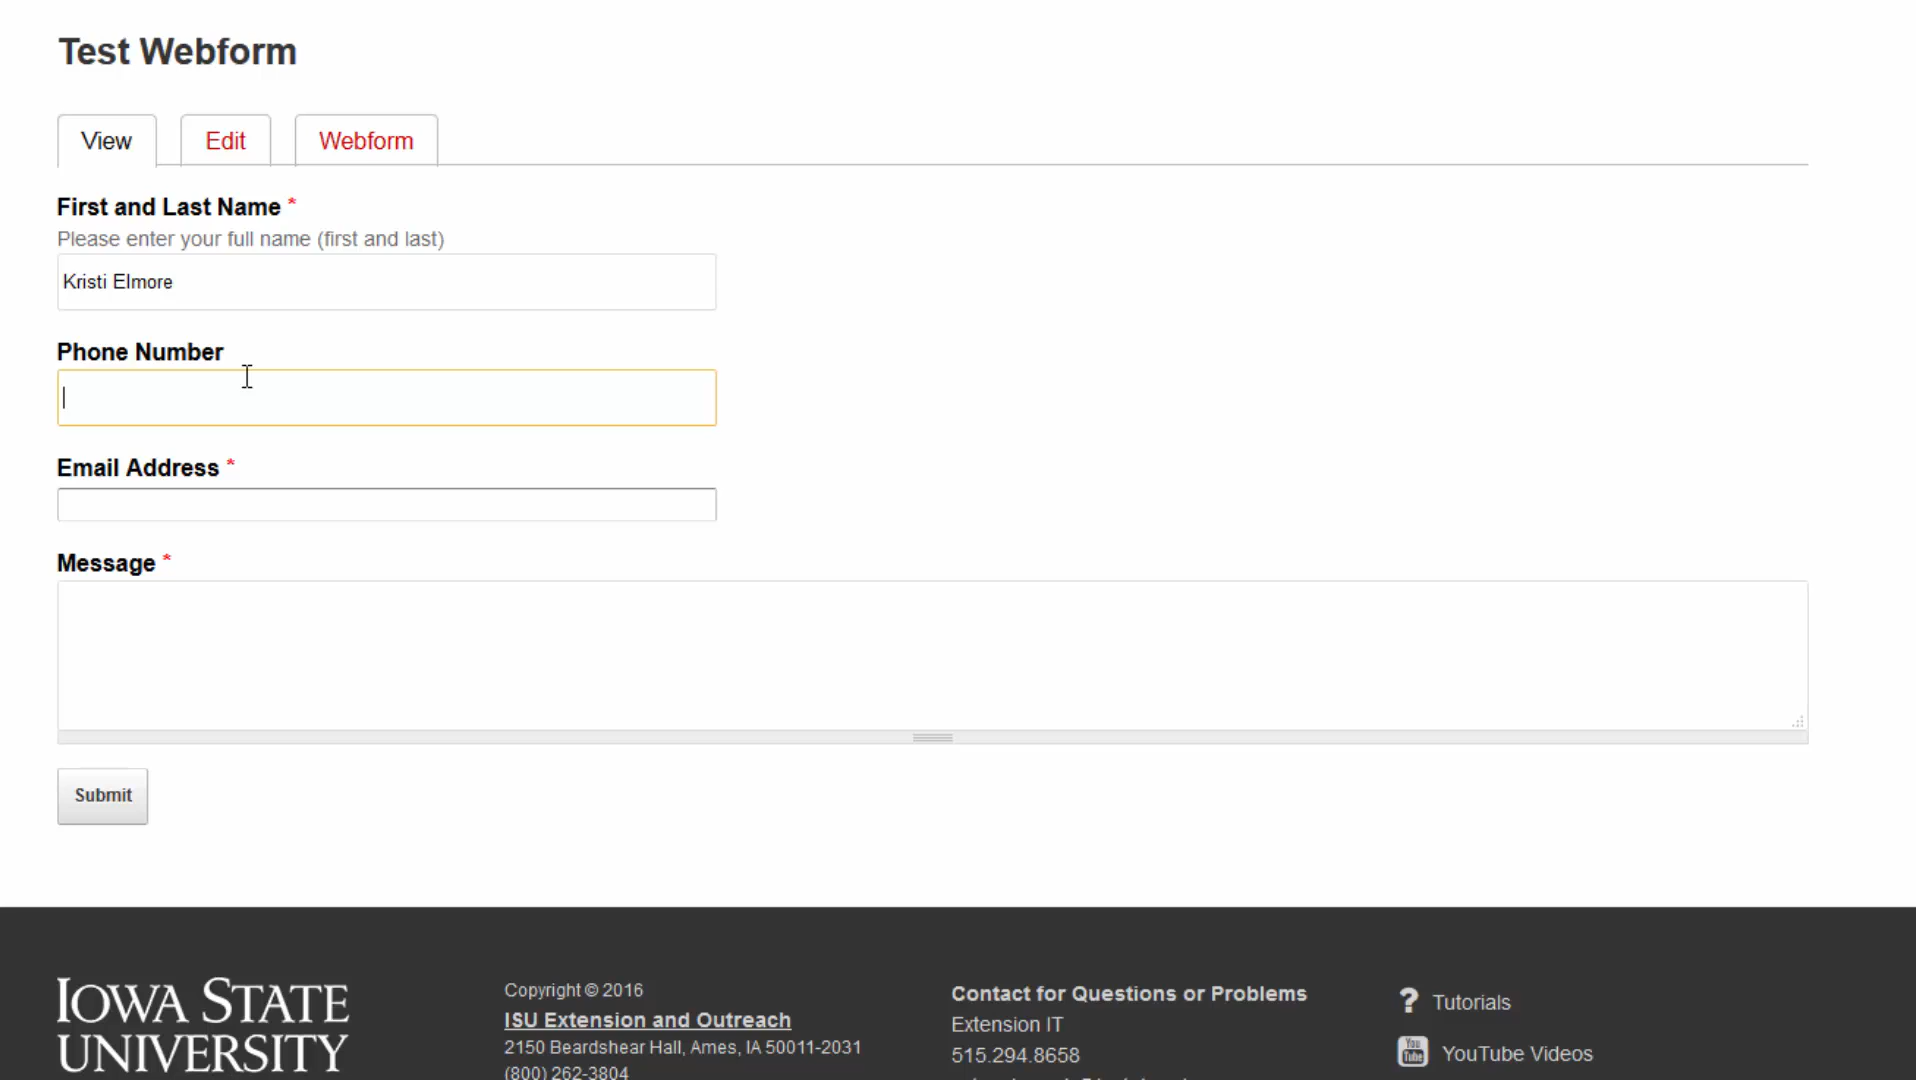 Test Webform
View
Edit
Webform
First and Last Name *
Please enter your full name (first and last)
Kristi Elmore
Phone Number
Email Address *
Message *
Submit
IOWA STATE
UNIVERSITY
Copyright © 2016
ISU Extension and Outreach
2150 Beardshear Hall, Ames, IA 50011-2031
(800) 262-3804
Contact for Questions or Problems
Extension IT
515.294.8658
? Tutorials
You Tube
YouTube Videos